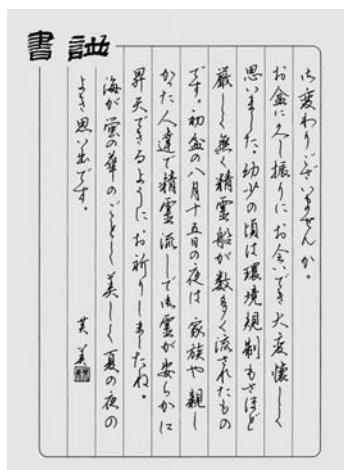 書誌
お変わりございませんか。
お盆に久し振りにお会いでき大変懐しく
思いました。幼少の頃は環境規制もさほど
厳しく無く精霊船が数多く流されたもの
です。初盆の八月十五日の夜は家族や親し
かった人達で精霊流しで御霊が安らかに
昇天できるようにお祈りしましたね。
海が蛍の華のごとく美しく夏の夜の
よき思い出です。